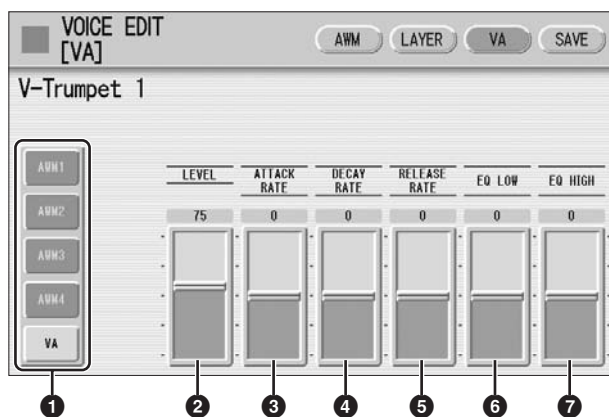 VOICE EDIT
[VA]
AWM LAYER VA SAVE
V-Trumpet 1
AWM1
AWM2
AWM3
AWM4
VA
LEVEL ATTACK RATE DECAY RATE RELEASE RATE EQ LOW EQ HIGH
75 0 0 0 0 0
1 2 3 4 5 6 7